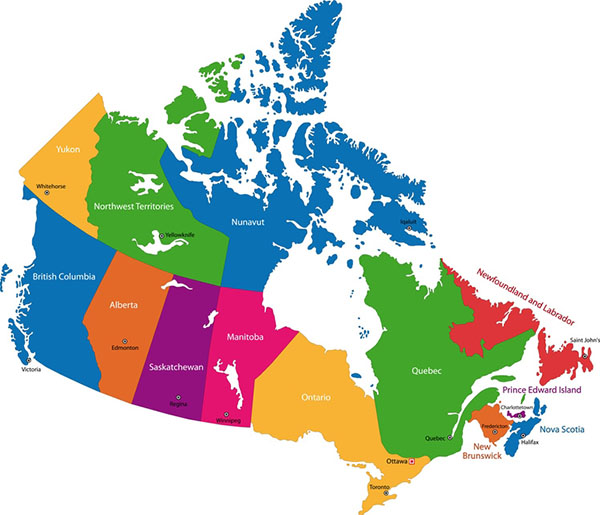 Yukon
Whitehorse
Northwest Territories
Yellowknife
Nunavut
Iqaluit
British Columbia
Victoria
Alberta
Edmonton
Saskatchewan
Regina
Manitoba
Winnipeg
Ontario
Ottawa
Toronto
Quebec
Quebec
Newfoundland and Labrador
Saint John's
Prince Edward Island
Charlottetown
Fredericton
New
Brunswick
Nova Scotia
Halifax